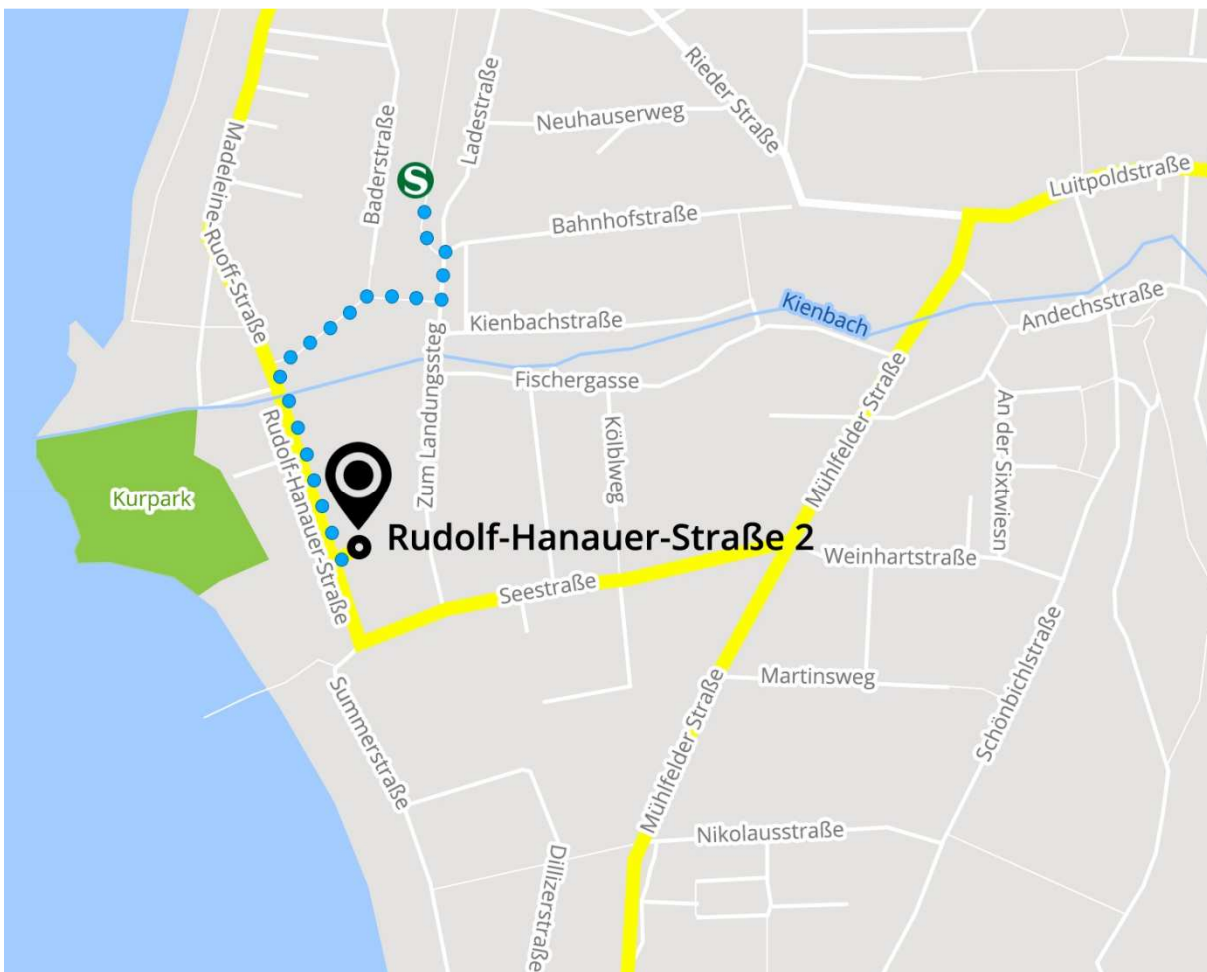 Rieder Straße
Neuhauserweg
Ladestraße
Baderstraße
Madeleine-Ruoff-Straße
S
Luitpoldstraße
Bahnhofstraße
Kienbach
Andechsstraße
Kienbachstraße
Fischergasse
Zum Landungssteg
Kölblweg
Mühlfelder Straße
An der Sixtwiesn
Rudolf-Hanauer-Straße
Kurpark
Rudolf-Hanauer-Straße 2
Weinhartstraße
Seestraße
Martinsweg
Schönbichlstraße
Summerstraße
Mühlfelder Straße
Nikolausstraße
Dillizerstraße